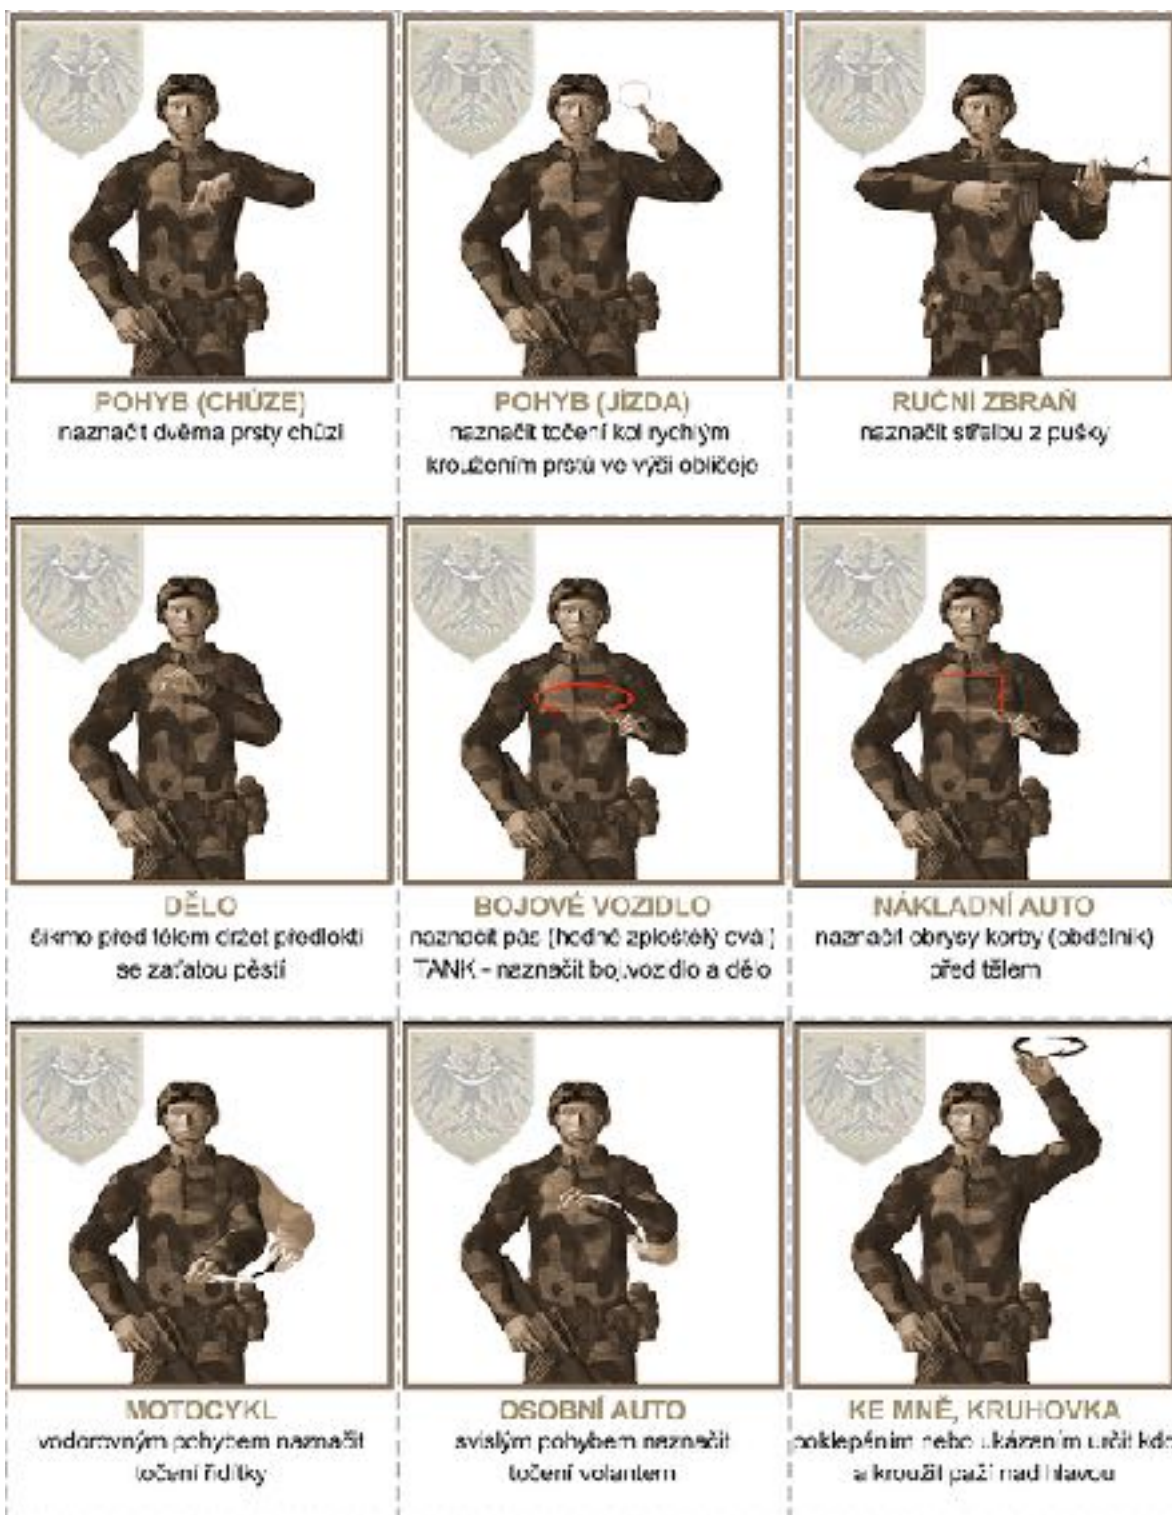 POHYB (CHŮZE)
naznačit dvěma prsty chůzi
POHYB (JÍZDA)
naznačit točení kol rychlým
kroužením prstů ve výši obličeje
RUČNÍ ZBRAŇ
naznačit střelbu z pušky
DĚLO
šikmo před tělem držet předloktí
se zaťatou pěstí
BOJOVÉ VOZIDLO
naznačit pás (hodně zploštělý ovál)
TANK - naznačit boj.vozidlo a dělo
NÁKLADNÍ AUTO
naznačit obrysy korby (obdélník)
před tělem
MOTOCYKL
vodorovným pohybem naznačit
točení řidítky
OSOBNÍ AUTO
svislým pohybem naznačit
točení volantem
KE MNĚ, KRUHOVKA
poklepáním nebo ukázáním určit kdo
a kroužit paží nad hlavou